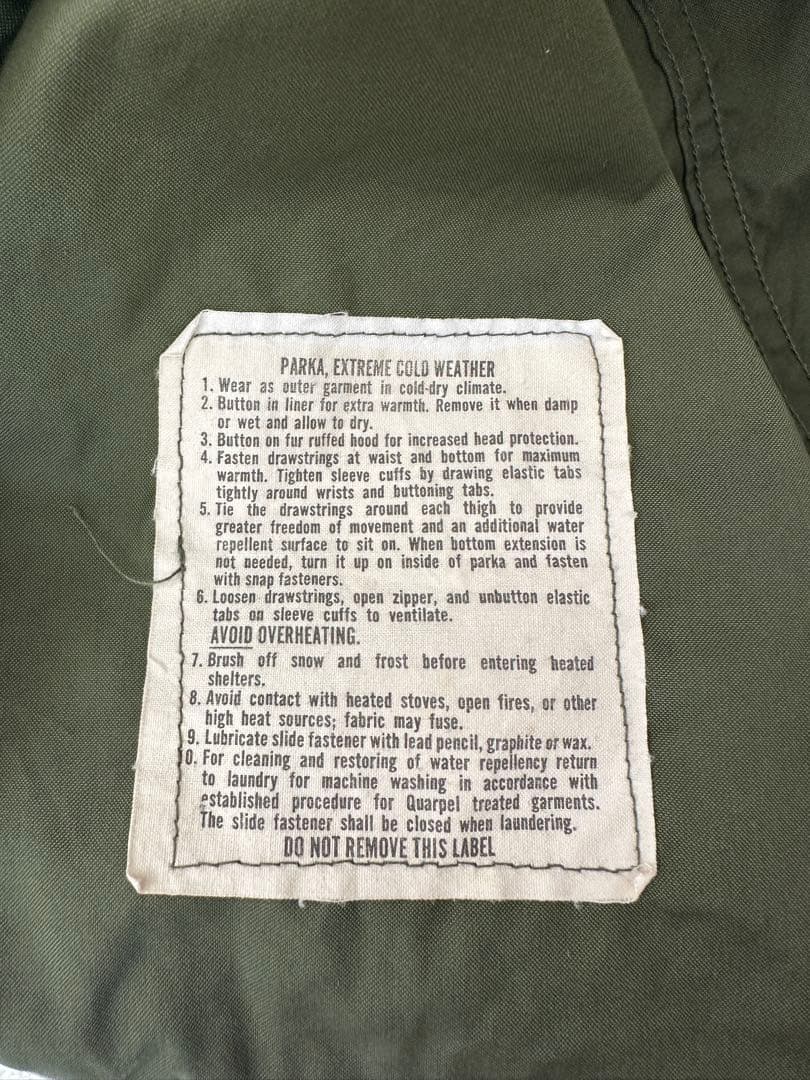 PARKA, EXTREME COLD WEATHER
1. Wear as outer garment in cold-dry climate.
2. Button in liner for extra warmth. Remove it when damp
or wet and allow to dry.
3. Button on fur ruffed hood for increased head protection.
4. Fasten drawstrings at waist and bottom for maximum
warmth. Tighten sleeve cuffs by drawing elastic tabs
tightly around wrists and buttoning tabs.
5. Tie the drawstrings around each thigh to provide
greater freedom of movement and an additional water
repellent surface to sit on. When bottom extension is
not needed, turn it up on inside of parka and fasten
with snap fasteners.
6. Loosen drawstrings, open zipper, and unbutton elastic
tabs on sleeve cuffs to ventilate.
AVOID OVERHEATING.
7. Brush off snow and frost before entering heated
shelters.
8. Avoid contact with heated stoves, open fires, or other
high heat sources; fabric may fuse.
9. Lubricate slide fastener with lead pencil, graphite or wax.
10. For cleaning and restoring of water repellency return
to laundry for machine washing in accordance with
established procedure for Quarpel treated garments.
The slide fastener shall be closed when laundering.
DO NOT REMOVE THIS LABEL